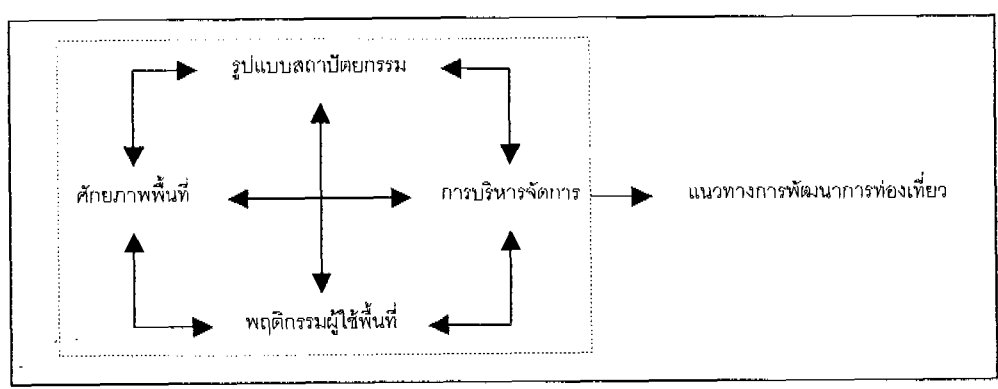 รูปแบบสถาปัตยกรรม
ศักยภาพพื้นที่
การบริหารจัดการ
แนวทางการพัฒนาการท่องเที่ยว
พฤติกรรมผู้ใช้พื้นที่